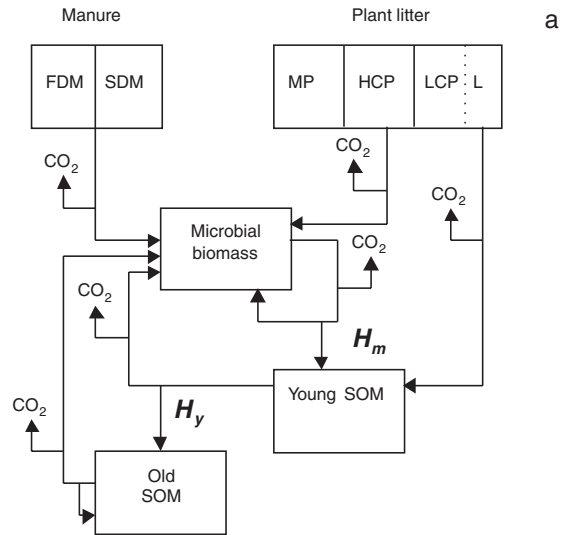 Manure
Plant litter
a
FDM SDM
MP HCP LCP L
CO2
CO2
CO2
Microbial
biomass
CO2
CO2
Hm
Young SOM
Hy
CO2
Old
SOM